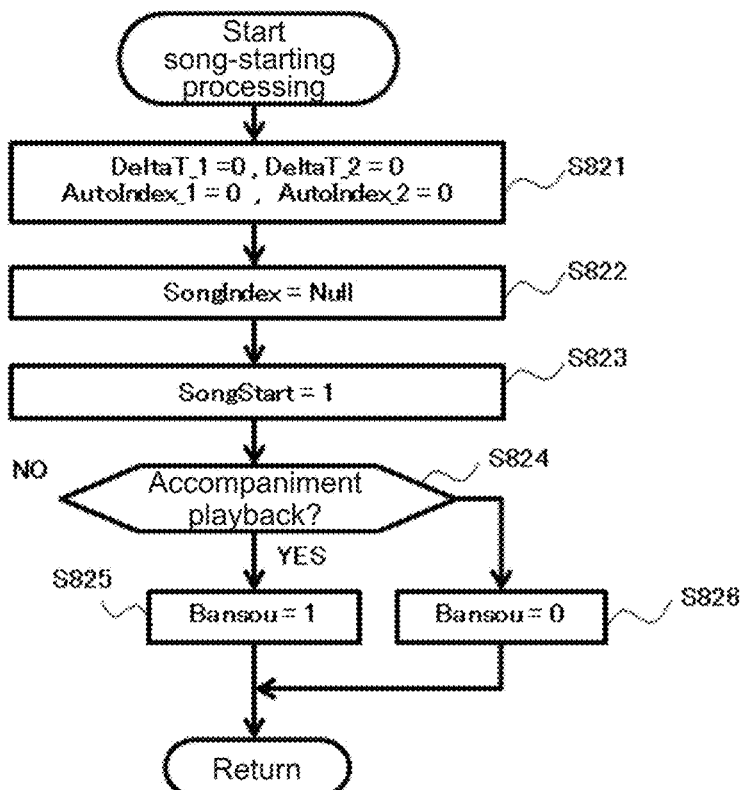 Start
song-starting
processing
DeltaT_1 =0 , DeltaT_2 = 0
AutoIndex_1 = 0 , AutoIndex_2 = 0
S821
SongIndex = Null
S822
SongStart = 1
S823
NO
Accompaniment
playback?
S824
YES
S825
Bansou = 1
Bansou = 0
S826
Return